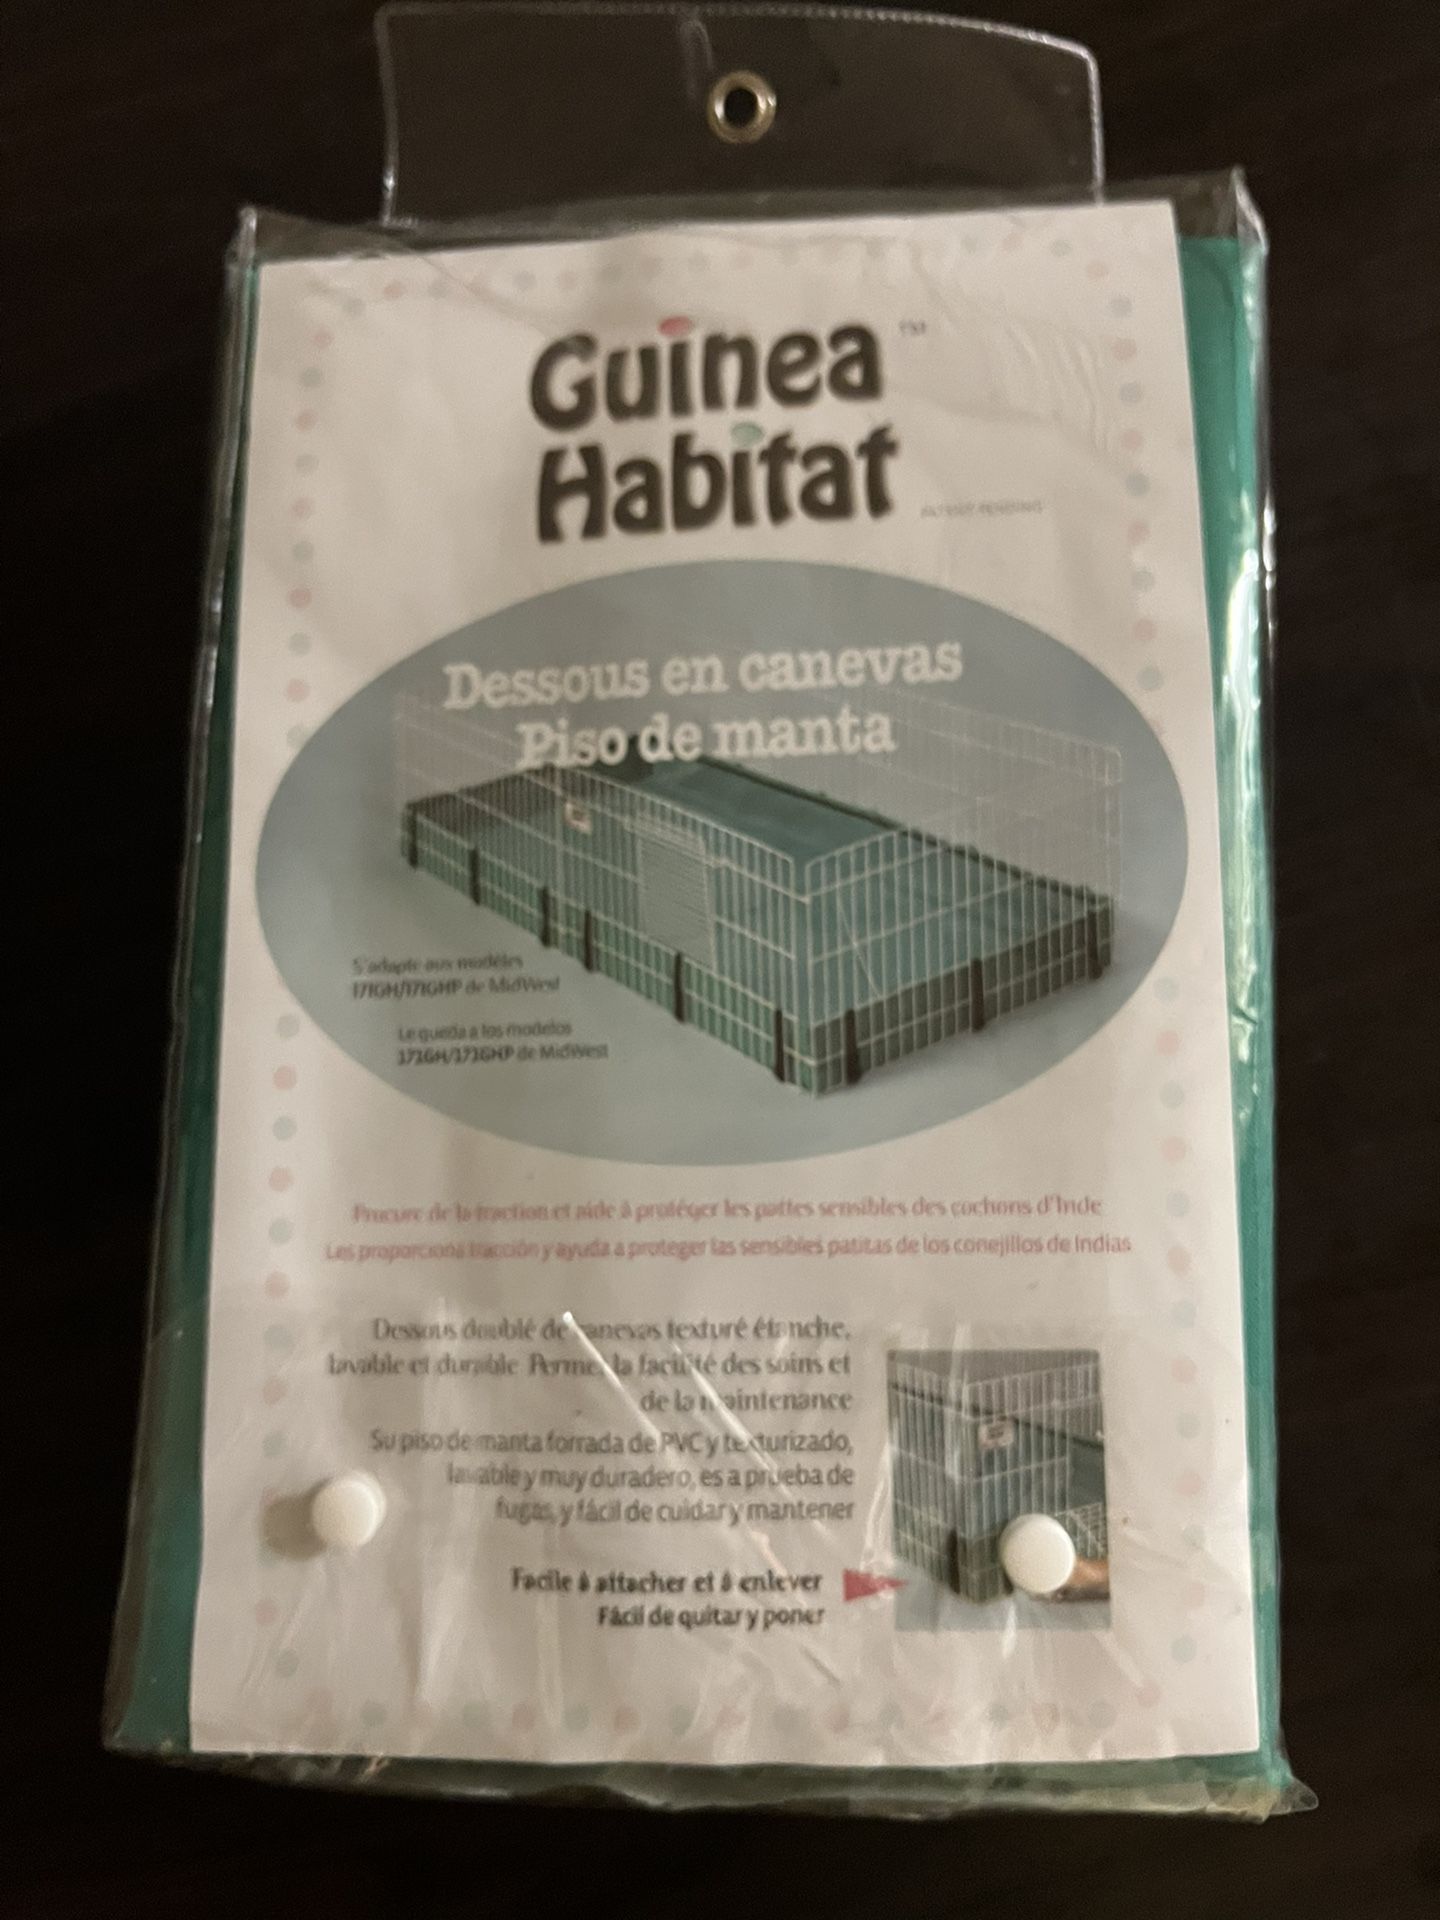 Guinea ™
Habitat
PATENT PENDING
Dessous en canevas
Piso de manta
S'adapte aux modèles
171GH/171GHP de MidWest
Le queda a los modelos
171GH/171GHP de MidWest
Procure de la traction et aide à protéger les pattes sensibles des cochons d'Inde
Les proporciona tracción y ayuda a proteger las sensibles patitas de los conejillos de Indias
Dessous doublé de canevas texturé étanche,
lavable et durable Permet la facilité des soins et
de la maintenance
Su piso de manta forrada de PVC y texturizado,
lavable y muy duradero, es a prueba de
fugas, y fácil de cuidar y mantener
Facile à attacher et à enlever
Fácil de quitar y poner